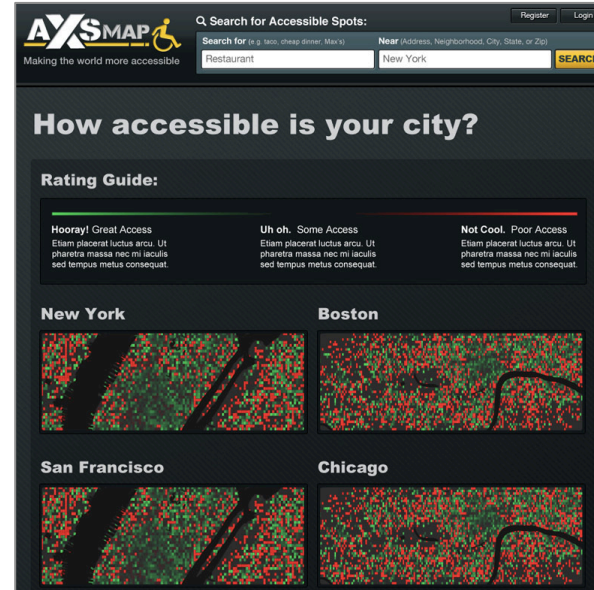 AXSMAP
Making the world more accessible
Search for Accessible Spots:
Register
Login
Search for (e.g. taco, cheap dinner, Max's)
Near (Address, Neighborhood, City, State, or Zip)
Restaurant
New York
SEARCH
How accessible is your city?
Rating Guide:
Hooray! Great Access
Etiam placerat luctus arcu. Ut
pharetra massa nec mi iaculis
sed tempus metus consequat.
Uh oh. Some Access
Etiam placerat luctus arcu. Ut
pharetra massa nec mi iaculis
sed tempus metus consequat.
Not Cool. Poor Access
Etiam placerat luctus arcu. Ut
pharetra massa nec mi iaculis
sed tempus metus consequat.
New York
Boston
San Francisco
Chicago